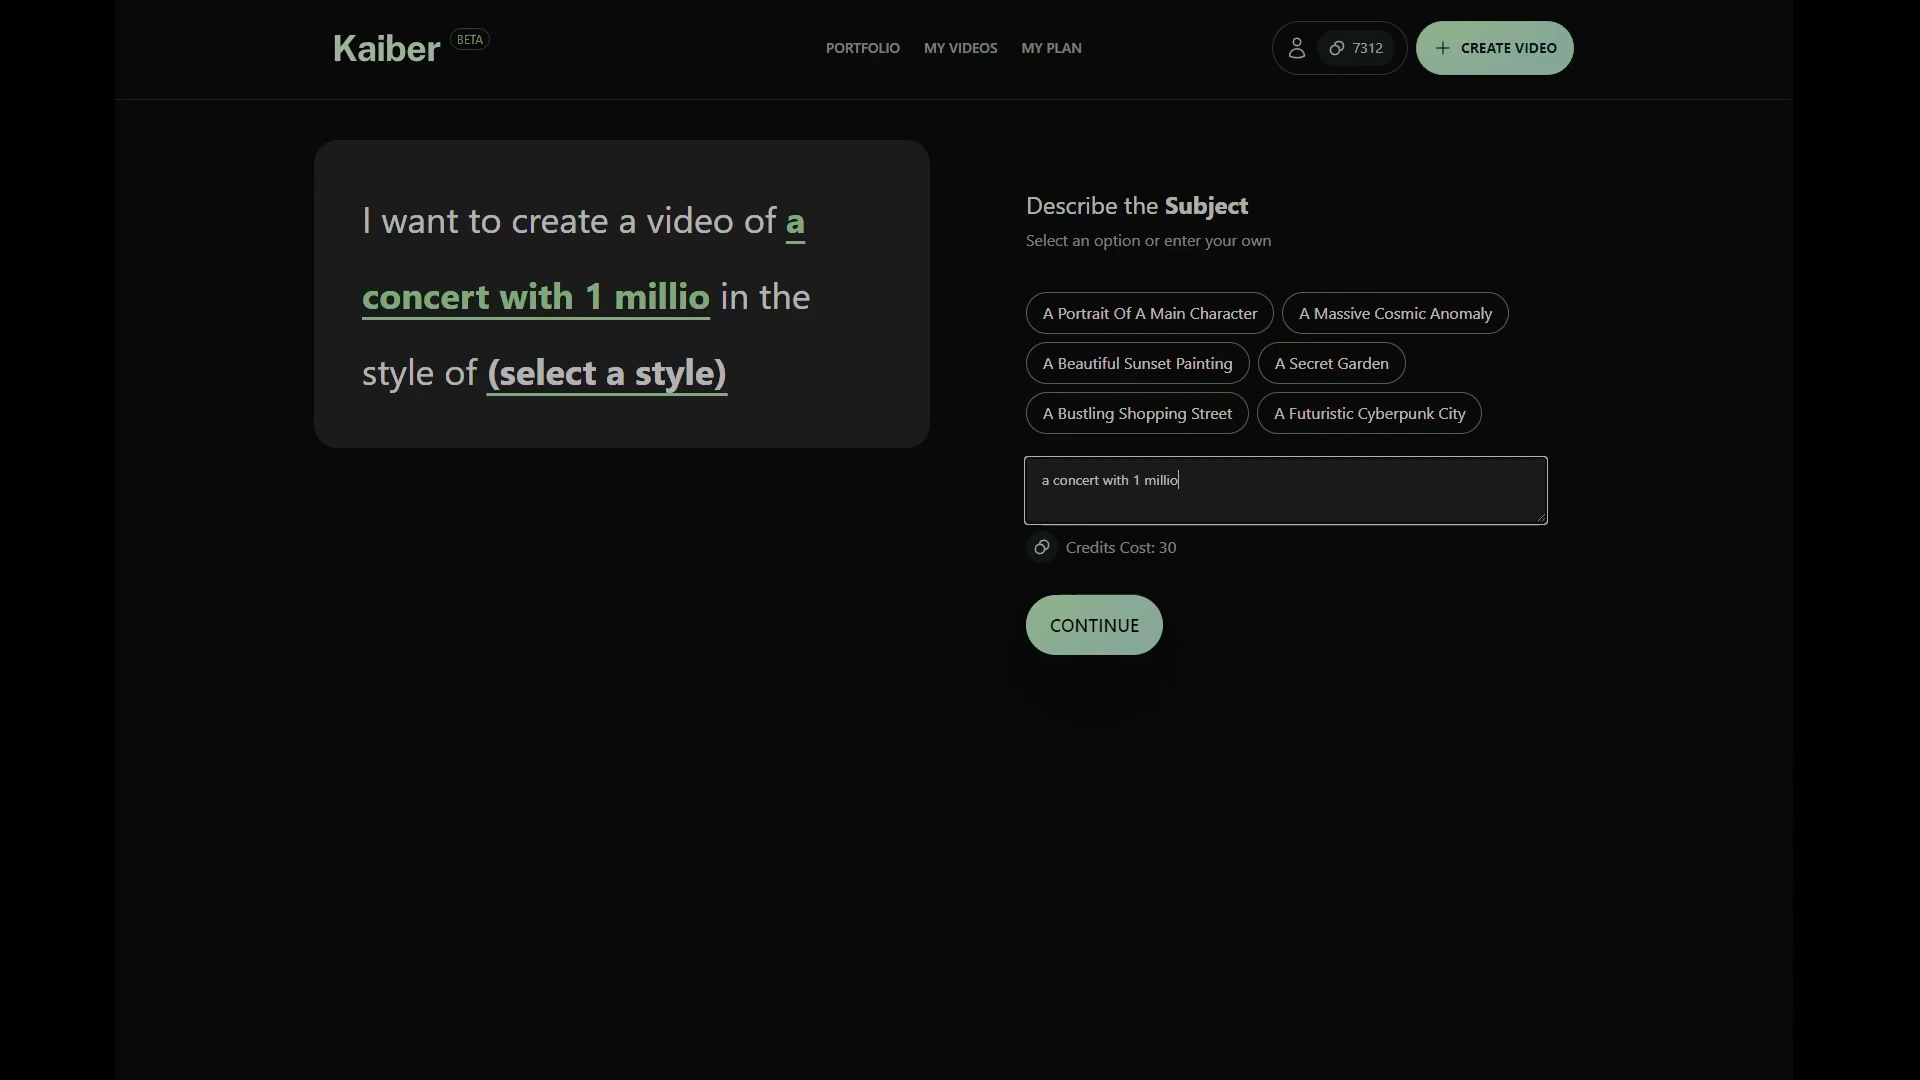 Kaiber BETA
PORTFOLIO MY VIDEOS MY PLAN
7312
CREATE VIDEO
I want to create a video of a
concert with 1 millio in the
style of (select a style)
Describe the Subject
Select an option or enter your own
A Portrait Of A Main Character
A Massive Cosmic Anomaly
A Beautiful Sunset Painting
A Secret Garden
A Bustling Shopping Street
A Futuristic Cyberpunk City
a concert with 1 millio
Credits Cost: 30
CONTINUE